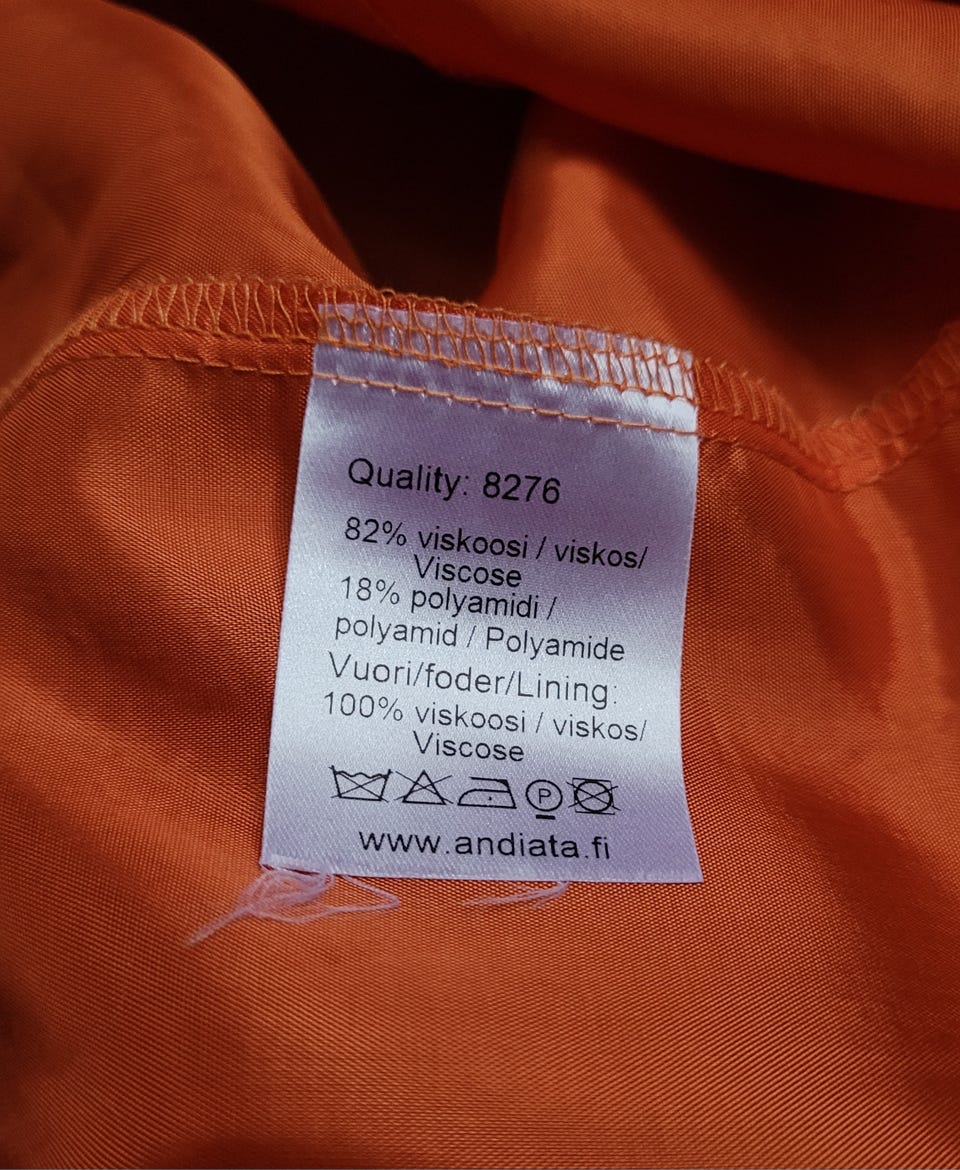 Quality: 8276
82% viskoosi / viskos/
Viscose
18% polyamidi /
polyamid / Polyamide
Vuori/foder/Lining:
100% viskoosi / viskos/
Viscose
P
www.andiata.fi